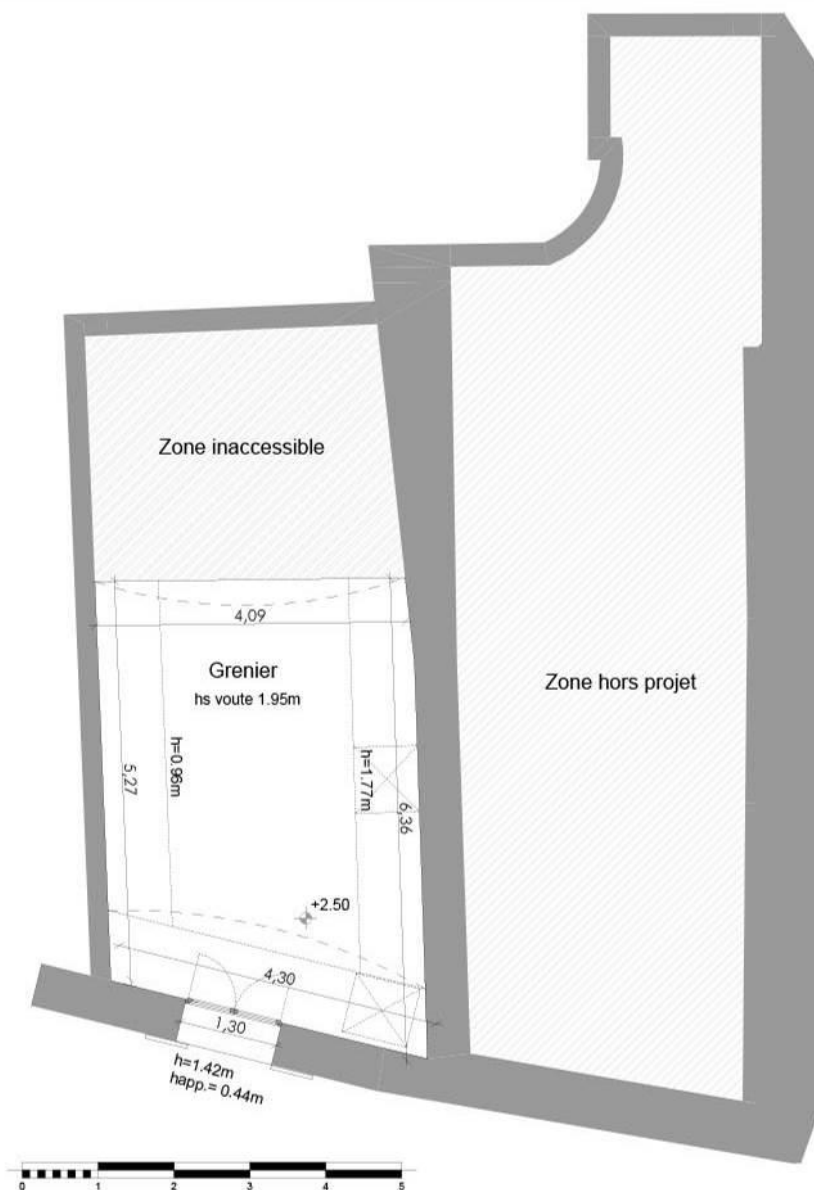 Zone inaccessible
4,09
Grenier
hs voute 1.95m
Zone hors projet
h=0.96m
5,27
h=1.77m
6,36
+2.50
4,30
1,30
h=1.42m
happ.= 0.44m
0 1 2 3 4 5